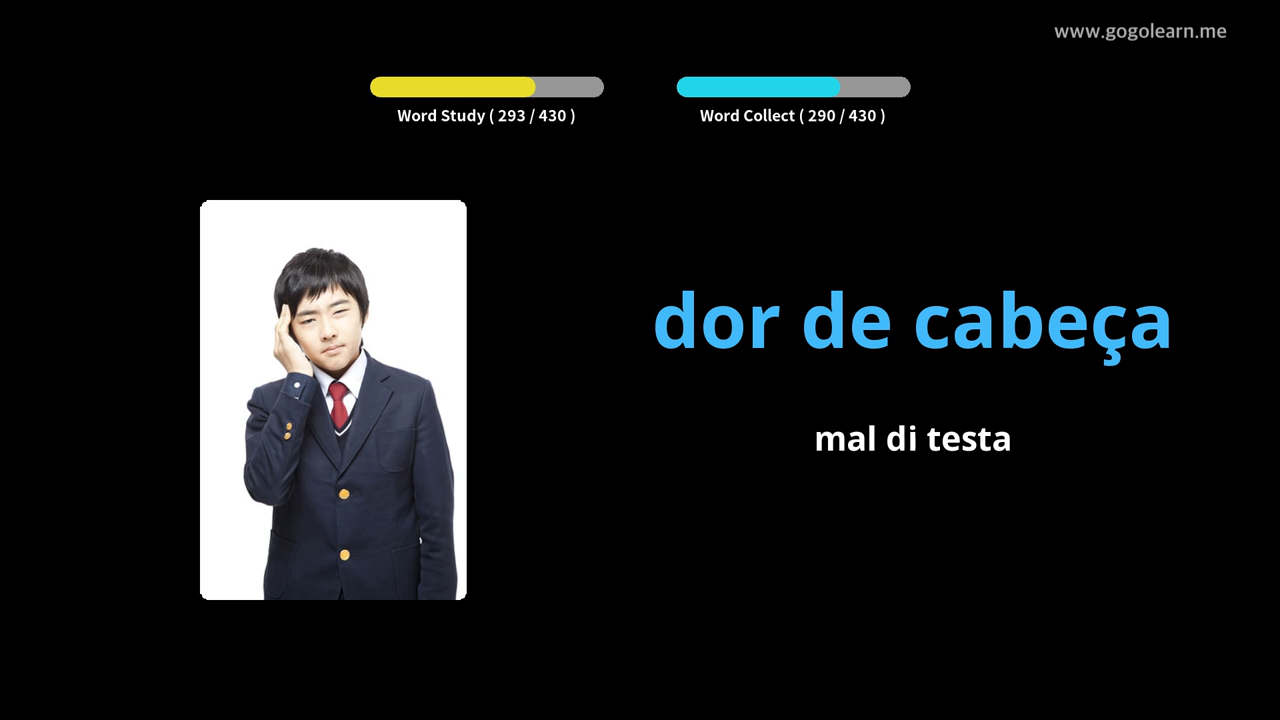 www.gogolearn.me
Word Study ( 293 / 430 )
Word Collect ( 290 / 430 )
dor de cabeça
mal di testa